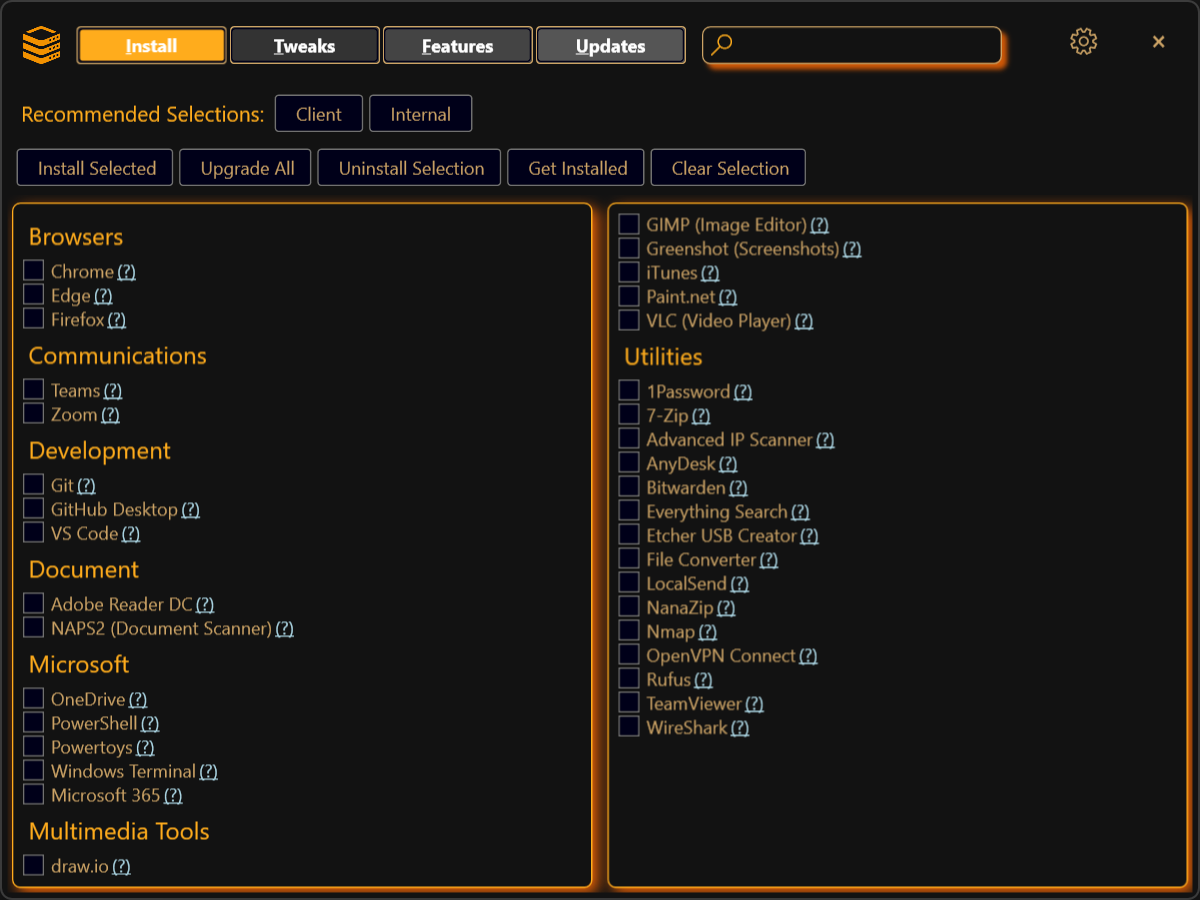 Install Tweaks Features Updates
Recommended Selections: Client Internal
Install Selected Upgrade All Uninstall Selection Get Installed Clear Selection
Browsers
Chrome (?)
Edge (?)
Firefox (?)
Communications
Teams (?)
Zoom (?)
Development
Git (?)
GitHub Desktop (?)
VS Code (?)
Document
Adobe Reader DC (?)
NAPS2 (Document Scanner) (?)
Microsoft
OneDrive (?)
PowerShell (?)
Powertoys (?)
Windows Terminal (?)
Microsoft 365 (?)
Multimedia Tools
draw.io (?)
GIMP (Image Editor) (?)
Greenshot (Screenshots) (?)
iTunes (?)
Paint.net (?)
VLC (Video Player) (?)
Utilities
1Password (?)
7-Zip (?)
Advanced IP Scanner (?)
AnyDesk (?)
Bitwarden (?)
Everything Search (?)
Etcher USB Creator (?)
File Converter (?)
LocalSend (?)
NanaZip (?)
Nmap (?)
OpenVPN Connect (?)
Rufus (?)
TeamViewer (?)
WireShark (?)